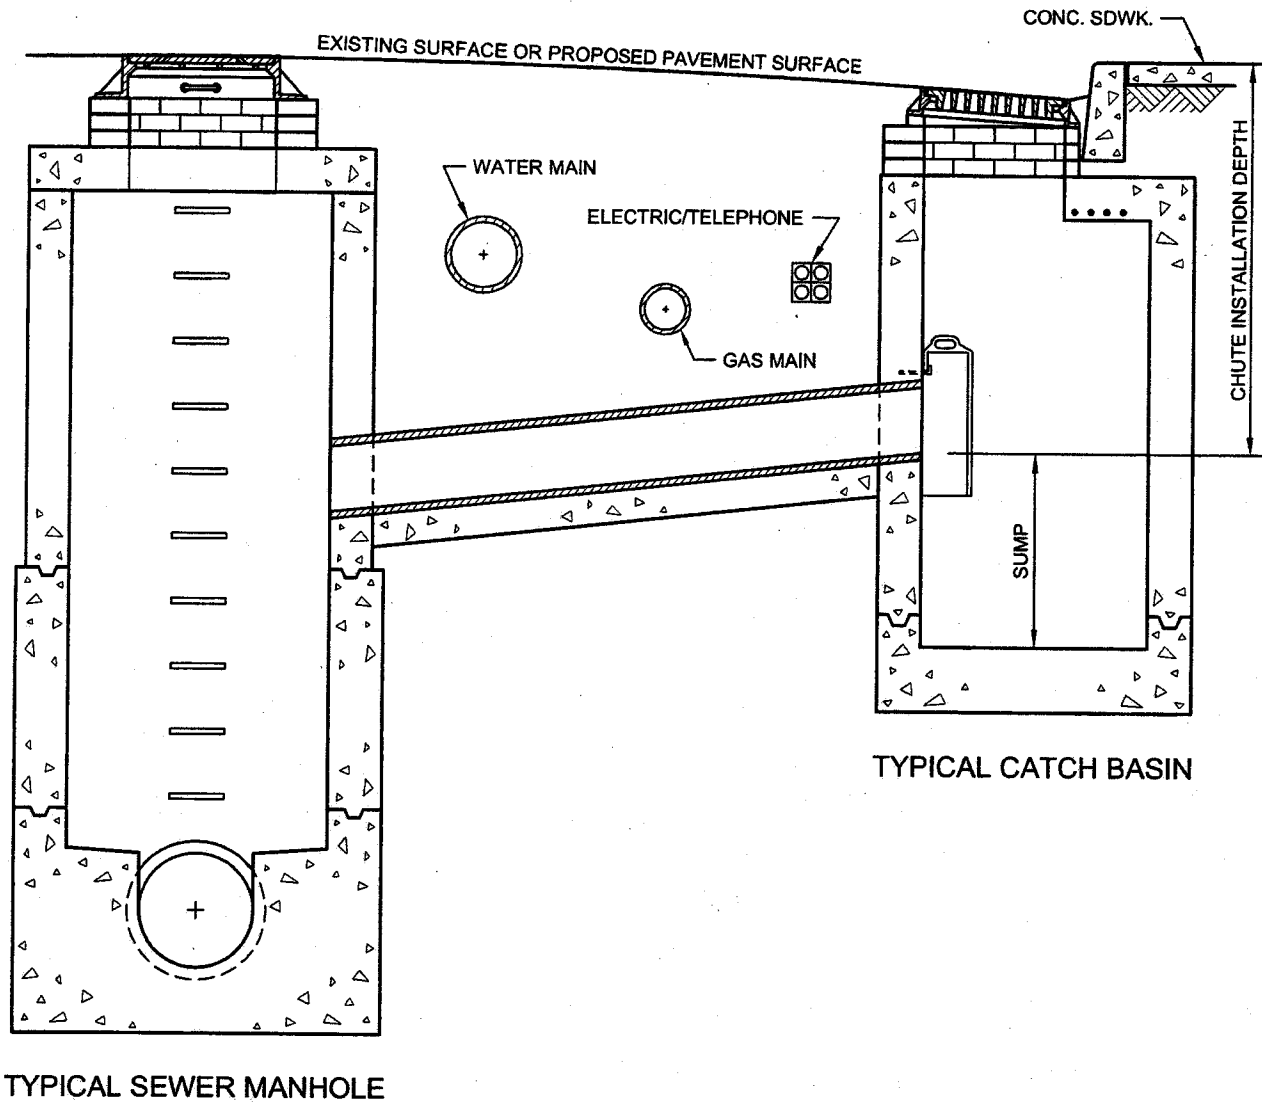 CONC. SDWK.
EXISTING SURFACE OR PROPOSED PAVEMENT SURFACE
WATER MAIN
ELECTRIC/TELEPHONE
GAS MAIN
CHUTE INSTALLATION DEPTH
SUMP
TYPICAL CATCH BASIN
TYPICAL SEWER MANHOLE